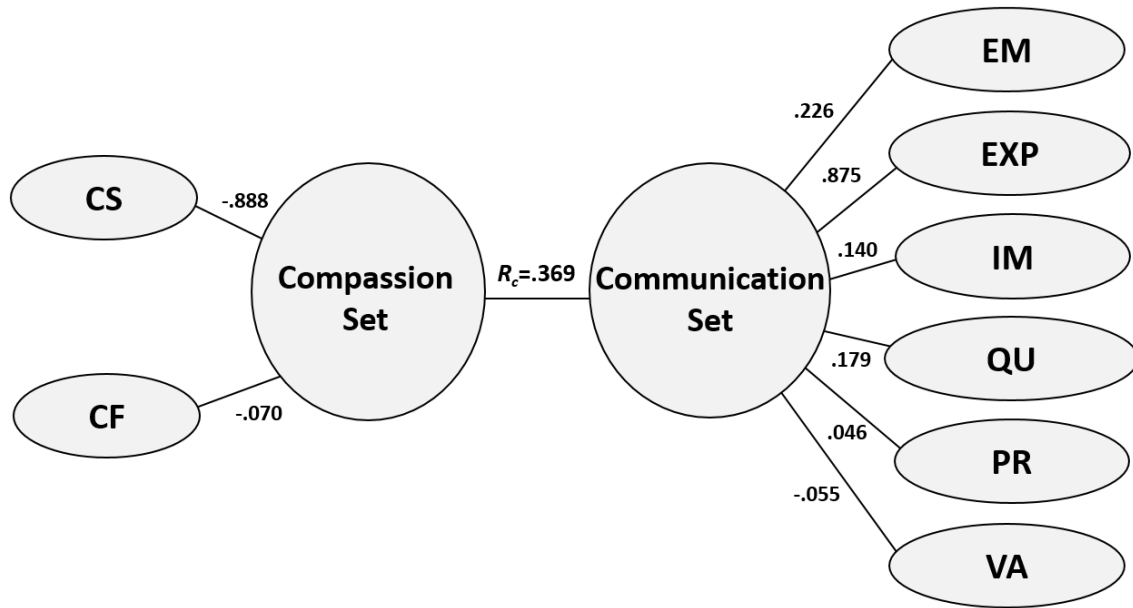 CS
-.888
CF
-.070
Compassion
Set
Rc=.369
Communication
Set
.226
EM
.875
EXP
.140
IM
.179
QU
.046
PR
-.055
VA